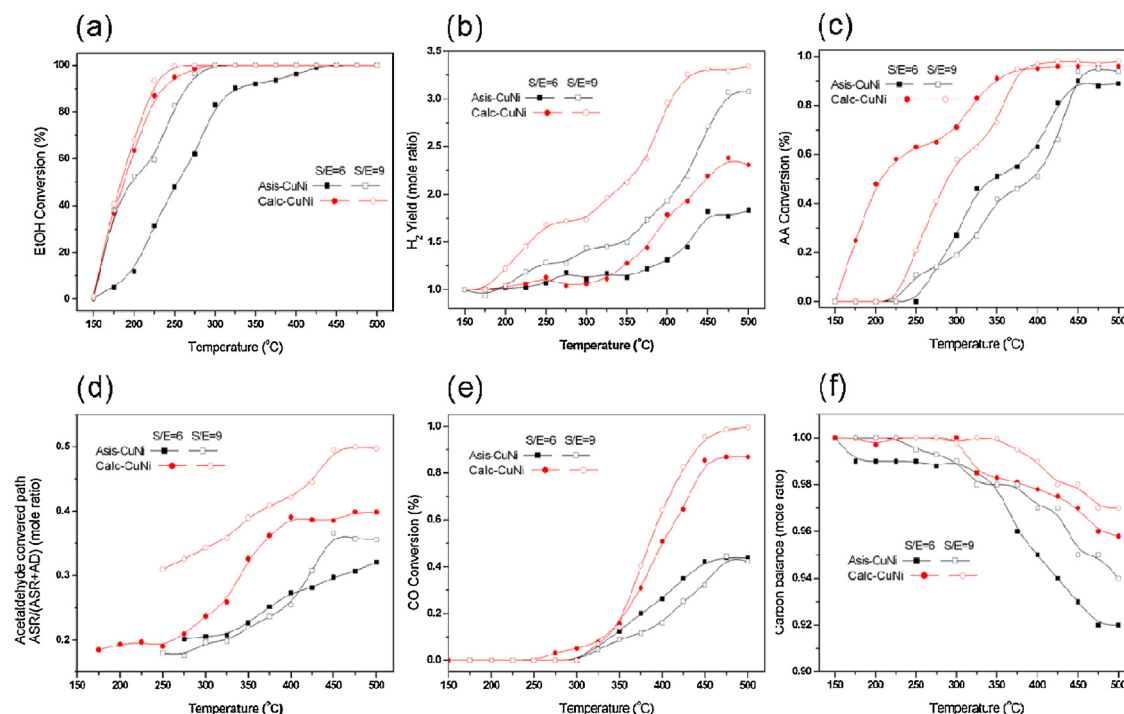 (a)
EtOH Conversion (%)
100
80
60
40
20
0
S/E=6 S/E=9
Asis-CuNi
Calc-CuNi
150 200 250 300 350 400 450 500
Temperature (°C)
(b)
H2 Yield (mole ratio)
3,5
3,0
2,5
2,0
1,5
1,0
S/E=6 S/E=9
Asis-CuNi
Calc-CuNi
150 200 250 300 350 400 450 500
Temperature (°C)
(c)
AA Conversion (%)
1.0
0.8
0.6
0.4
0.2
0.0
S/E=6 S/E=9
Asis-CuNi
Calc-CuNi
150 200 250 300 350 400 450 500
Temperature (°C)
(d)
Acetaldehyde convered path
ASR/(ASR+AD) (mole ratio)
0.5
0.4
0.3
0.2
S/E=6 S/E=9
Asis-CuNi
Calc-CuNi
150 200 250 300 350 400 450 500
Temperature (°C)
(e)
CO Conversion (%)
1.0
0.8
0.6
0.4
0.2
0.0
S/E=6 S/E=9
Asis-CuNi
Calc-CuNi
150 200 250 300 350 400 450 500
Temperature (°C)
(f)
Carbon balance (mole ratio)
1.00
0.98
0.96
0.94
0.92
0.90
S/E=6 S/E=9
Asis-CuNi
Calc-CuNi
150 200 250 300 350 400 450 500
Temperature (°C)